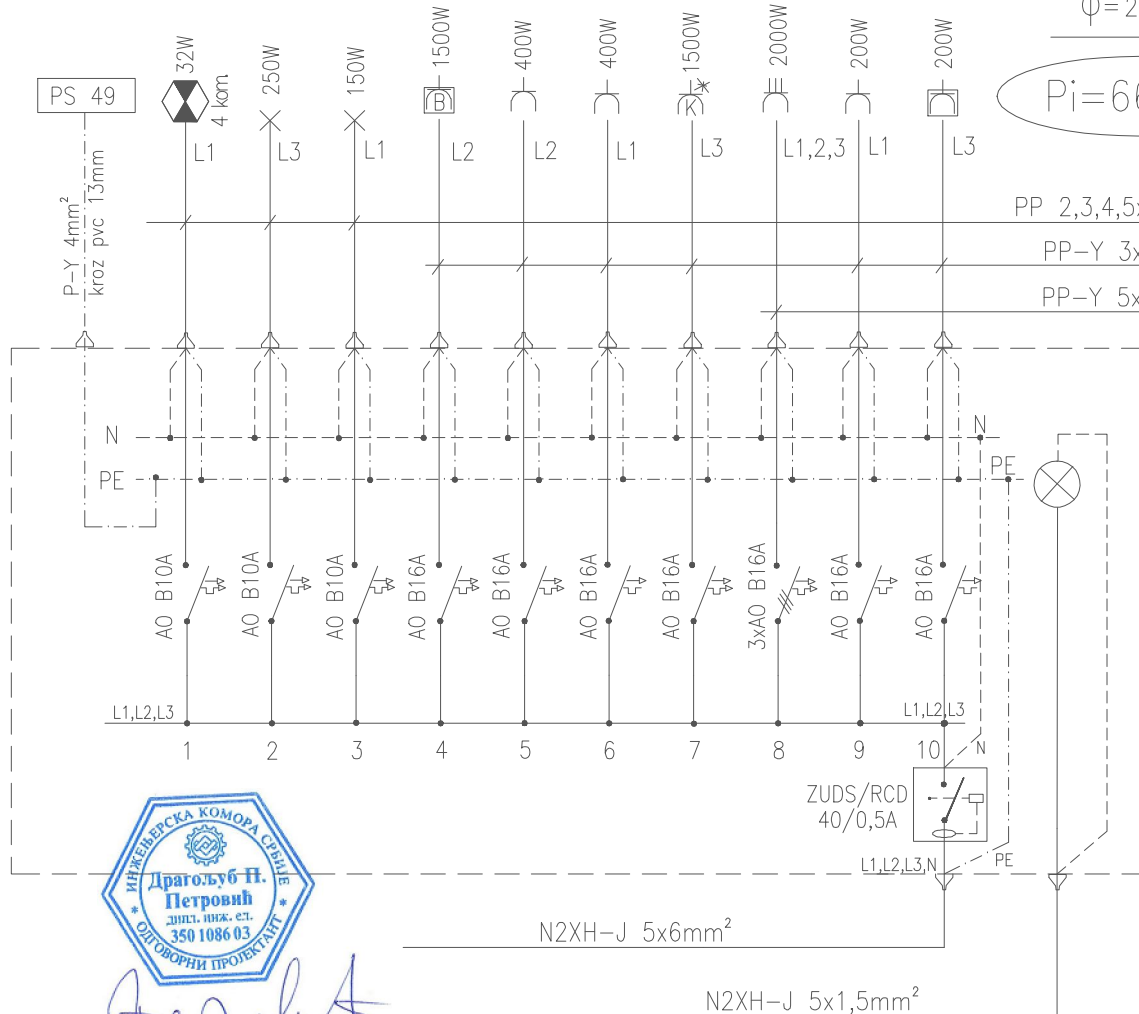 φ=2
Pi=66
PS 49
32W
4 kom.
250W
150W
1500W
400W
400W
1500W
2000W
200W
200W
B
K
L1
L3
L1
L2
L2
L1
L3
L1,2,3
L1
L3
P-Y 4mm²
kroz pvc 13mm
PP 2,3,4,5x
PP-Y 3x
PP-Y 5x
N
N
PE
PE
AO B10A
AO B10A
AO B10A
AO B16A
AO B16A
AO B16A
AO B16A
3xAO B16A
AO B16A
AO B16A
L1,L2,L3
L1,L2,L3
1 2 3 4 5 6 7 8 9 10
N
ZUDS/RCD
40/0,5A
L1,L2,L3,N
PE
ИНЖЕЊЕРСКА КОМОРА СРБИЈЕ
Драгољуб П.
Петровић
дипл. инж. ел.
350 1086 03
* ОДГОВОРНИ ПРОЈЕКТАНТ *
N2XH-J 5x6mm²
N2XH-J 5x1,5mm²